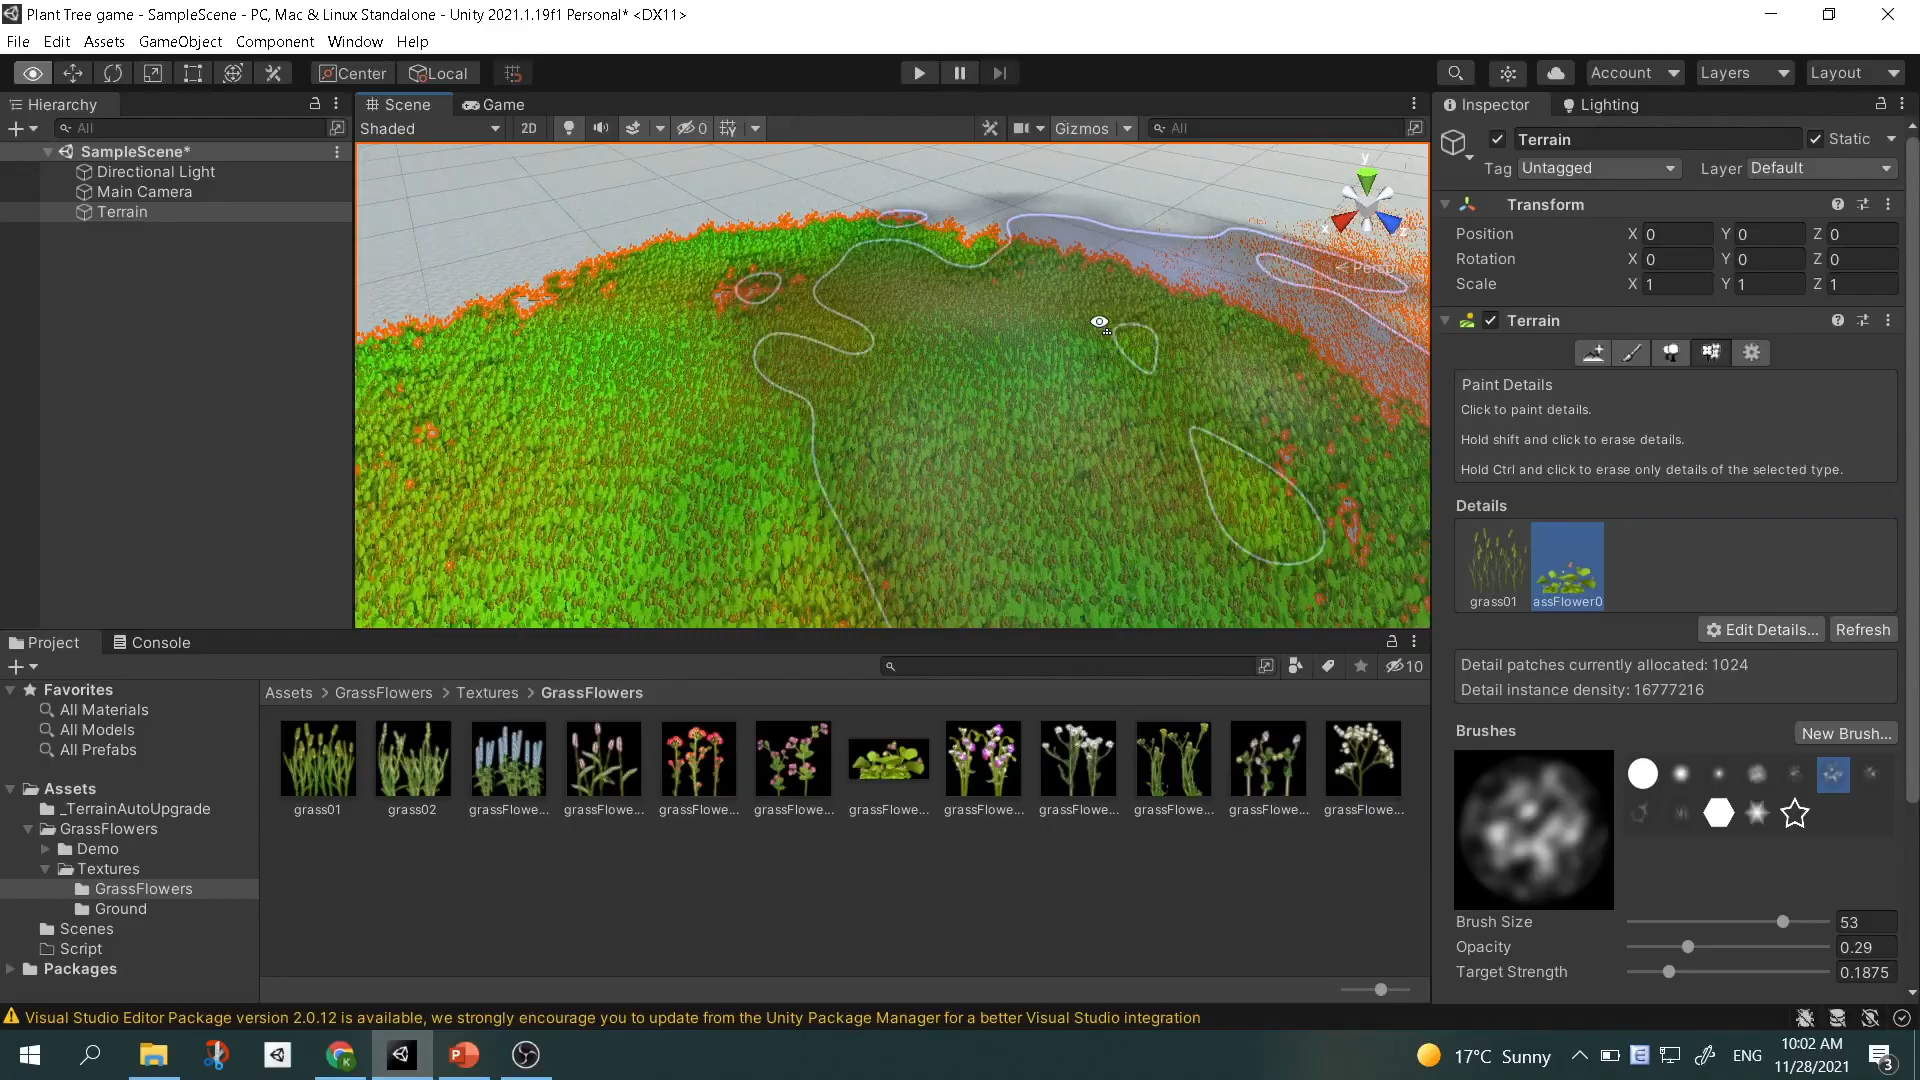 Plant Tree game - SampleScene - PC, Mac & Linux Standalone - Unity 2021.1.19f1 Personal* <DX11>
File Edit Assets GameObject Component Window Help
Center Local Account Layers Layout
Hierarchy Scene Game Inspector Lighting
All Shaded 2D 0 Gizmos All
SampleScene*
Directional Light
Main Camera
Terrain
y
x z
Persp
Terrain Static
Tag Untagged Layer Default
Transform
Position X 0 Y 0 Z 0
Rotation X 0 Y 0 Z 0
Scale X 1 Y 1 Z 1
Terrain
Paint Details
Click to paint details.
Hold shift and click to erase details.
Hold Ctrl and click to erase only details of the selected type.
Details
grass01 assFlower0
Edit Details... Refresh
Detail patches currently allocated: 1024
Detail instance density: 16777216
Brushes New Brush...
Brush Size 53
Opacity 0.29
Target Strength 0.1875
Project Console
10
Favorites
All Materials
All Models
All Prefabs
Assets
_TerrainAutoUpgrade
GrassFlowers
Demo
Textures
GrassFlowers
Ground
Scenes
Script
Packages
Assets > GrassFlowers > Textures > GrassFlowers
grass01 grass02 grassFlowe... grassFlowe... grassFlowe... grassFlowe... grassFlowe... grassFlowe... grassFlowe... grassFlowe... grassFlowe... grassFlowe...
Visual Studio Editor Package version 2.0.12 is available, we strongly encourage you to update from the Unity Package Manager for a better Visual Studio integration
17°C Sunny ENG 10:02 AM
11/28/2021 3